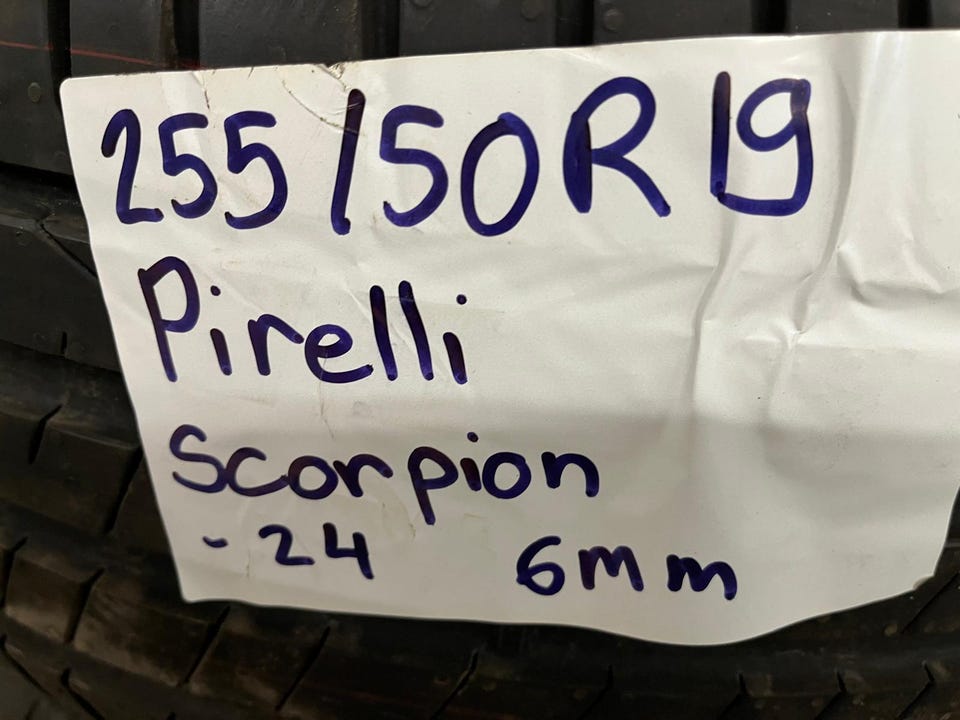 255/50R19
Pirelli
Scorpion
-24 6mm